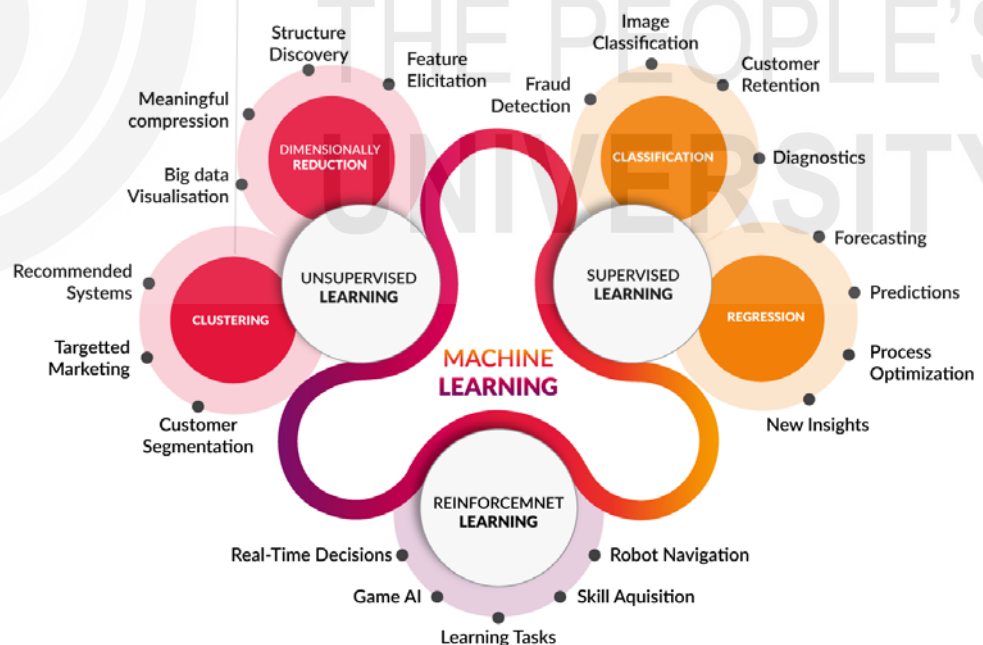 THE PEOPLE'S
UNIVERSITY
Structure
Discovery
Feature
Elicitation
Meaningful
compression
Big data
Visualisation
DIMENSIONALLY
REDUCTION
Recommended
Systems
Targetted
Marketing
Customer
Segmentation
CLUSTERING
UNSUPERVISED
LEARNING
Image
Classification
Fraud
Detection
Customer
Retention
Diagnostics
CLASSIFICATION
SUPERVISED
LEARNING
Forecasting
Predictions
Process
Optimization
New Insights
REGRESSION
MACHINE
LEARNING
REINFORCEMNET
LEARNING
Real-Time Decisions
Game AI
Learning Tasks
Skill Aquisition
Robot Navigation